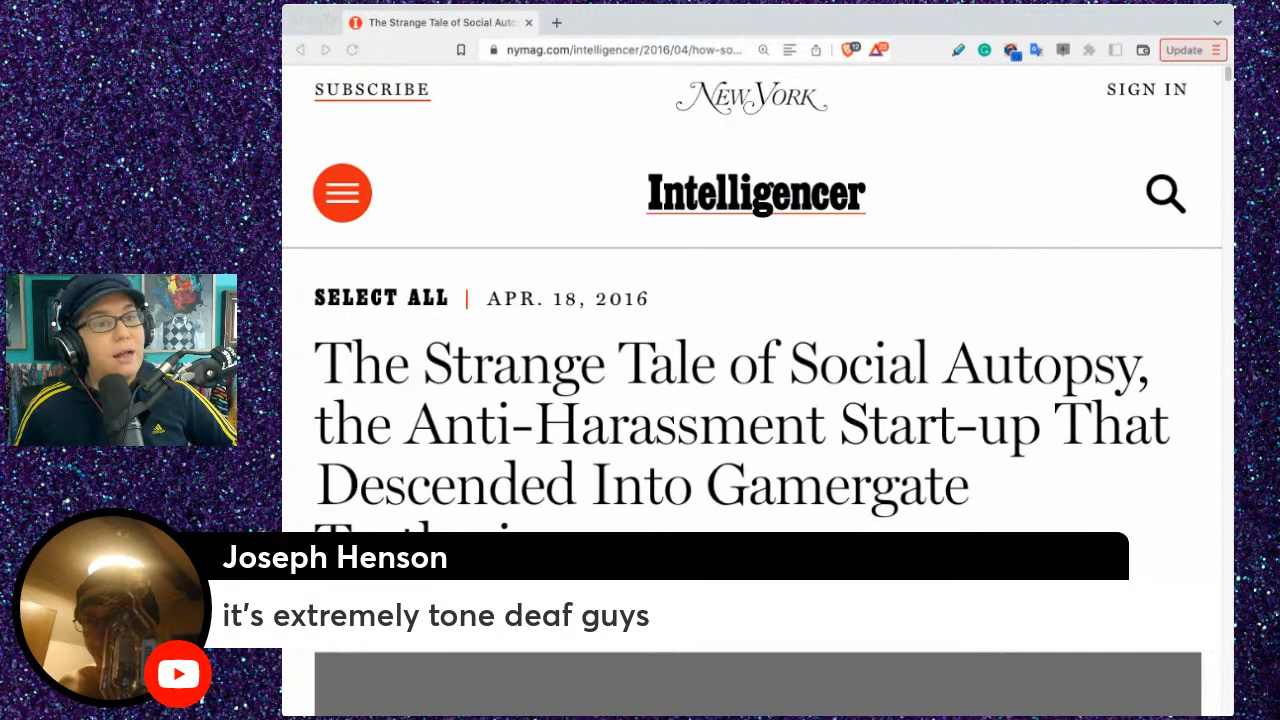 The Strange Tale of Social Auto
nymag.com/intelligencer/2016/04/how-so...
Update
SUBSCRIBE
NEW YORK
SIGN IN
Intelligencer
SELECT ALL | APR. 18, 2016
The Strange Tale of Social Autopsy,
the Anti-Harassment Start-up That
Descended Into Gamergate
Joseph Henson
it's extremely tone deaf guys